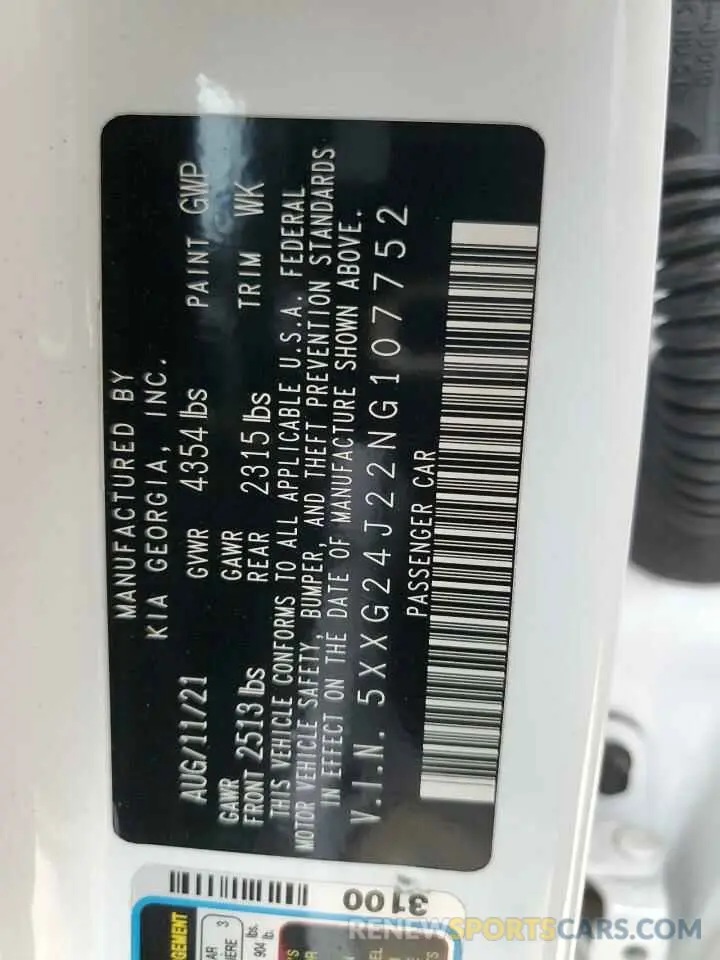 MANUFACTURED BY
KIA GEORGIA, INC.
AUG/11/21 GVWR 4354 lbs PAINT GWP
GAWR GAWR
FRONT 2513 lbs REAR 2315 lbs TRIM WK
THIS VEHICLE CONFORMS TO ALL APPLICABLE U.S.A. FEDERAL
MOTOR VEHICLE SAFETY, BUMPER, AND THEFT PREVENTION STANDARDS
IN EFFECT ON THE DATE OF MANUFACTURE SHOWN ABOVE.
V.I.N. 5XXG24J22NG107752
PASSENGER CAR
3100
RENEWSPORTSCARS.COM